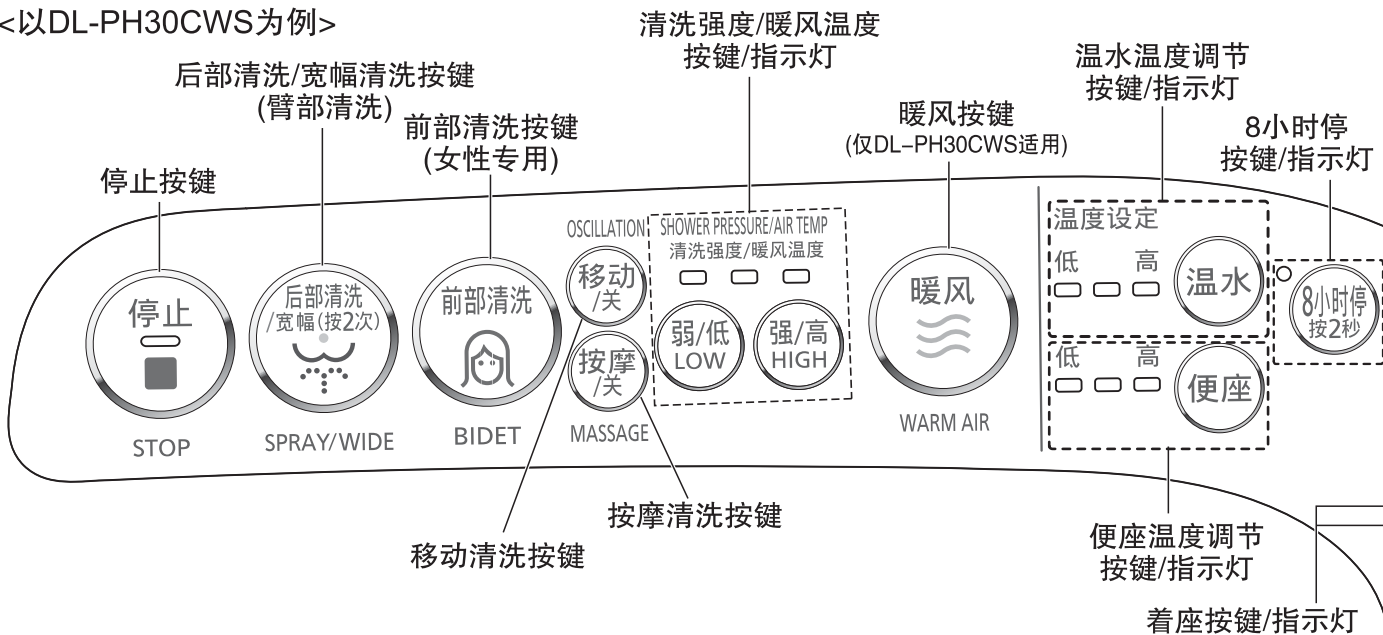 <以DL-PH30CWS为例>
清洗强度/暖风温度
按键/指示灯
后部清洗/宽幅清洗按键
(臂部清洗)
前部清洗按键
(女性专用)
停止按键
暖风按键
(仅DL-PH30CWS适用)
温水温度调节
按键/指示灯
8小时停
按键/指示灯
停止
STOP
后部清洗
/宽幅(按2次)
SPRAY/WIDE
前部清洗
BIDET
OSCILLATION
移动
/关
按摩
/关
MASSAGE
SHOWER PRESSURE/AIR TEMP
清洗强度/暖风温度
弱/低
LOW
强/高
HIGH
暖风
WARM AIR
温度设定
低 高
温水
低 高
便座
8小时停
按2秒
移动清洗按键
按摩清洗按键
便座温度调节
按键/指示灯
着座按键/指示灯